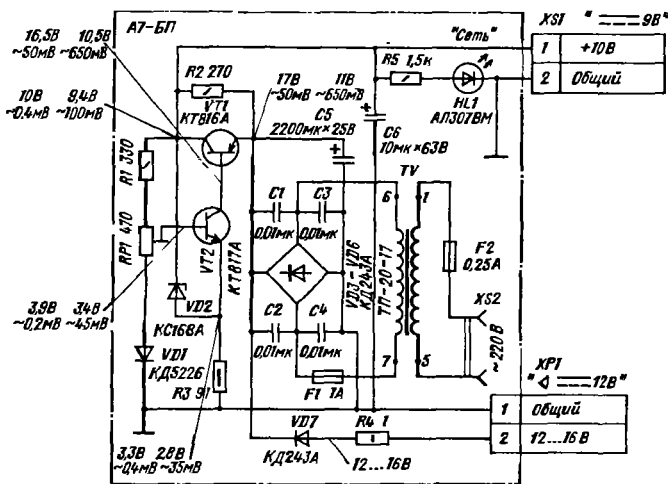 А7-БП
16,5В 10,5В
~50мВ ~650мВ
"Сеть"
XS1 " 9В"
1 +10В
2 Общий
R5 1,5к
HL1
АЛ307ВМ
R2 270
VT1
КТ816А
17В 11В
~50мВ ~650мВ
C5
2200мк×25В
C6
10мк×63В
10В 9,4В
~0,4мВ ~100мВ
R1 330
RP1 470
VT2
КТ817А
C1 C3
0,01мк 0,01мк
VD3 – VD6
КД243А
C2 C4
0,01мк 0,01мк
TV
6 1
ТП-20-17
7 5
F2
0,25А
XS2
~220В
3,9В 3,4В
~0,2мВ ~45мВ
VD2
КС168А
VD1
КД522Б
R3 91
F1 1А
XP1
" 12В"
1 Общий
2 12...16В
VD7 R4 1
КД243А 12...16В
3,3В 2,8В
~0,4мВ ~35мВ